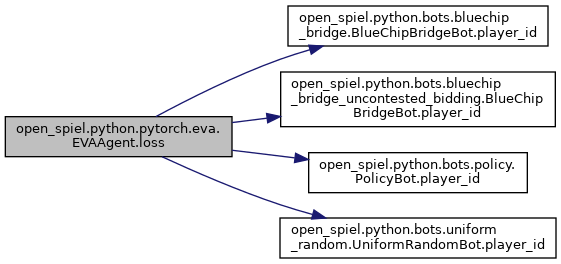 open_spiel.python.bots.bluechip
_bridge.BlueChipBridgeBot.player_id
open_spiel.python.bots.bluechip
_bridge_uncontested_bidding.BlueChip
BridgeBot.player_id
open_spiel.python.pytorch.eva.
EVAAgent.loss
open_spiel.python.bots.policy.
PolicyBot.player_id
open_spiel.python.bots.uniform
_random.UniformRandomBot.player_id